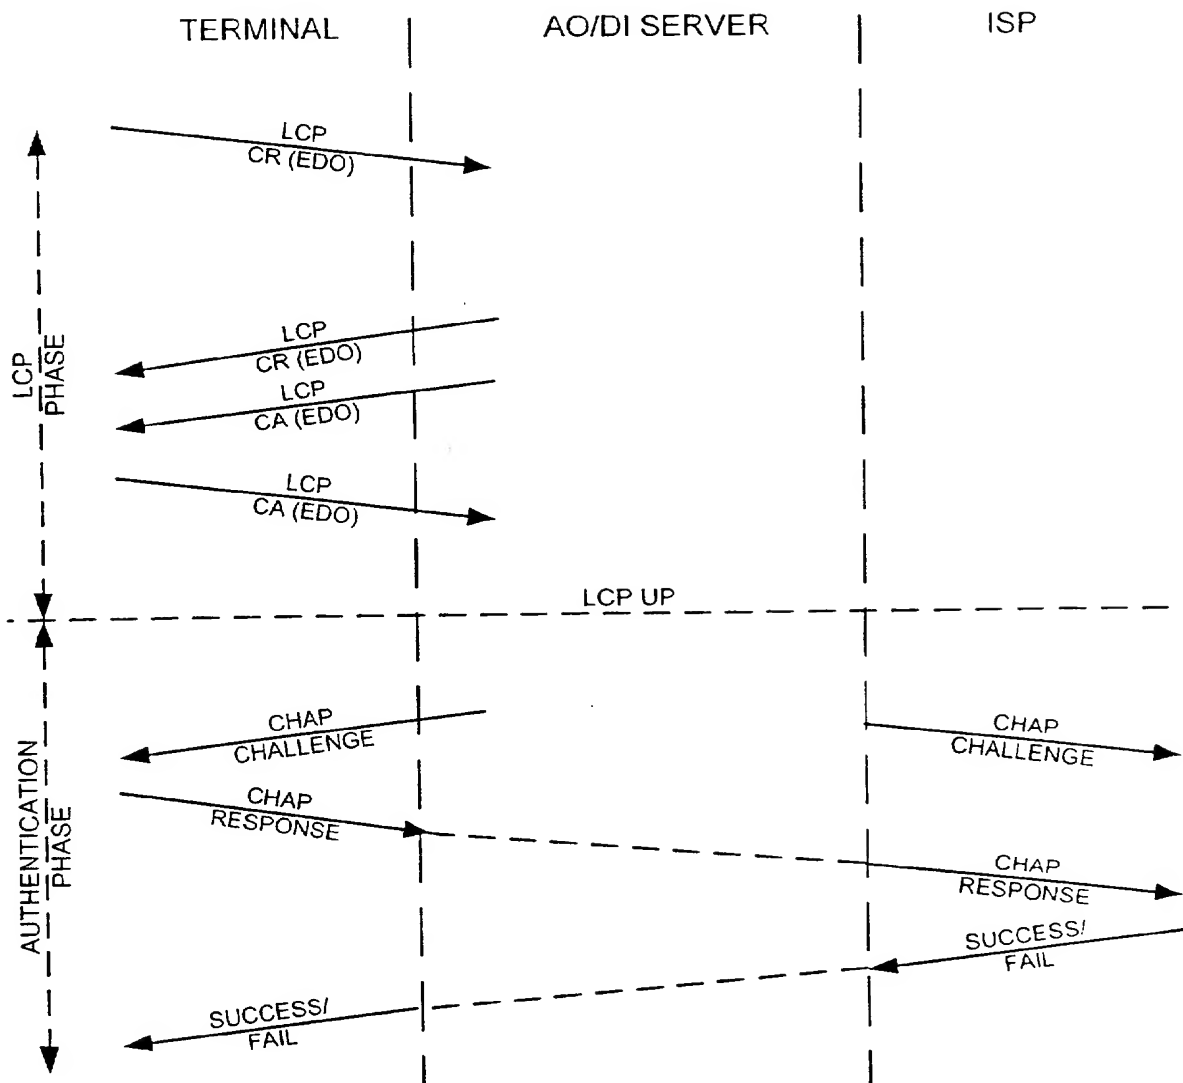 TERMINAL
AO/DI SERVER
ISP
LCP
CR (EDO)
LCP
CR (EDO)
LCP
CA (EDO)
LCP
CA (EDO)
LCP
PHASE
LCP UP
CHAP
CHALLENGE
CHAP
CHALLENGE
CHAP
RESPONSE
CHAP
RESPONSE
SUCCESS/
FAIL
SUCCESS/
FAIL
AUTHENTICATION
PHASE